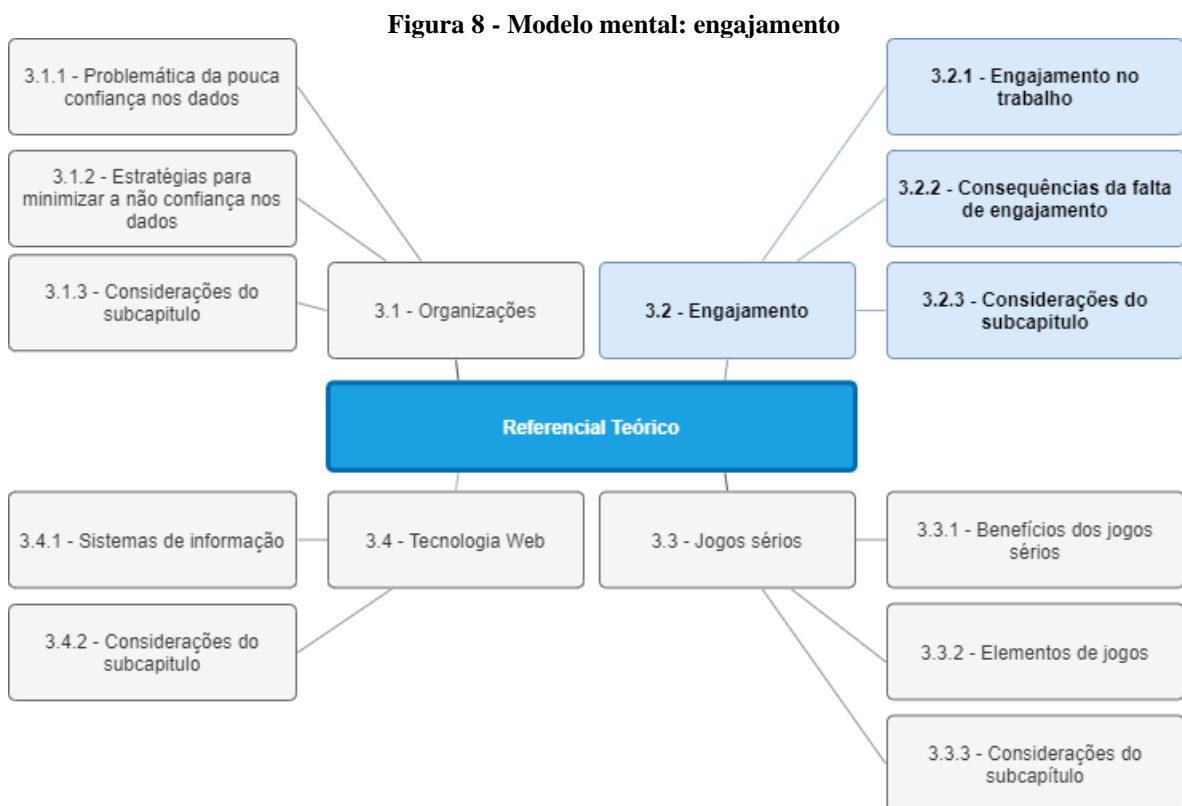 Figura 8 - Modelo mental: engajamento
3.1.1 - Problemática da pouca
confiança nos dados
3.1.2 - Estratégias para
minimizar a não confiança nos
dados
3.1.3 - Considerações do
subcapitulo
3.1 - Organizações
3.2 - Engajamento
3.2.1 - Engajamento no
trabalho
3.2.2 - Consequências da falta
de engajamento
3.2.3 - Considerações do
subcapitulo
Referencial Teórico
3.4.1 - Sistemas de informação
3.4.2 - Considerações do
subcapitulo
3.4 - Tecnologia Web
3.3 - Jogos sérios
3.3.1 - Benefícios dos jogos
sérios
3.3.2 - Elementos de jogos
3.3.3 - Considerações do
subcapítulo